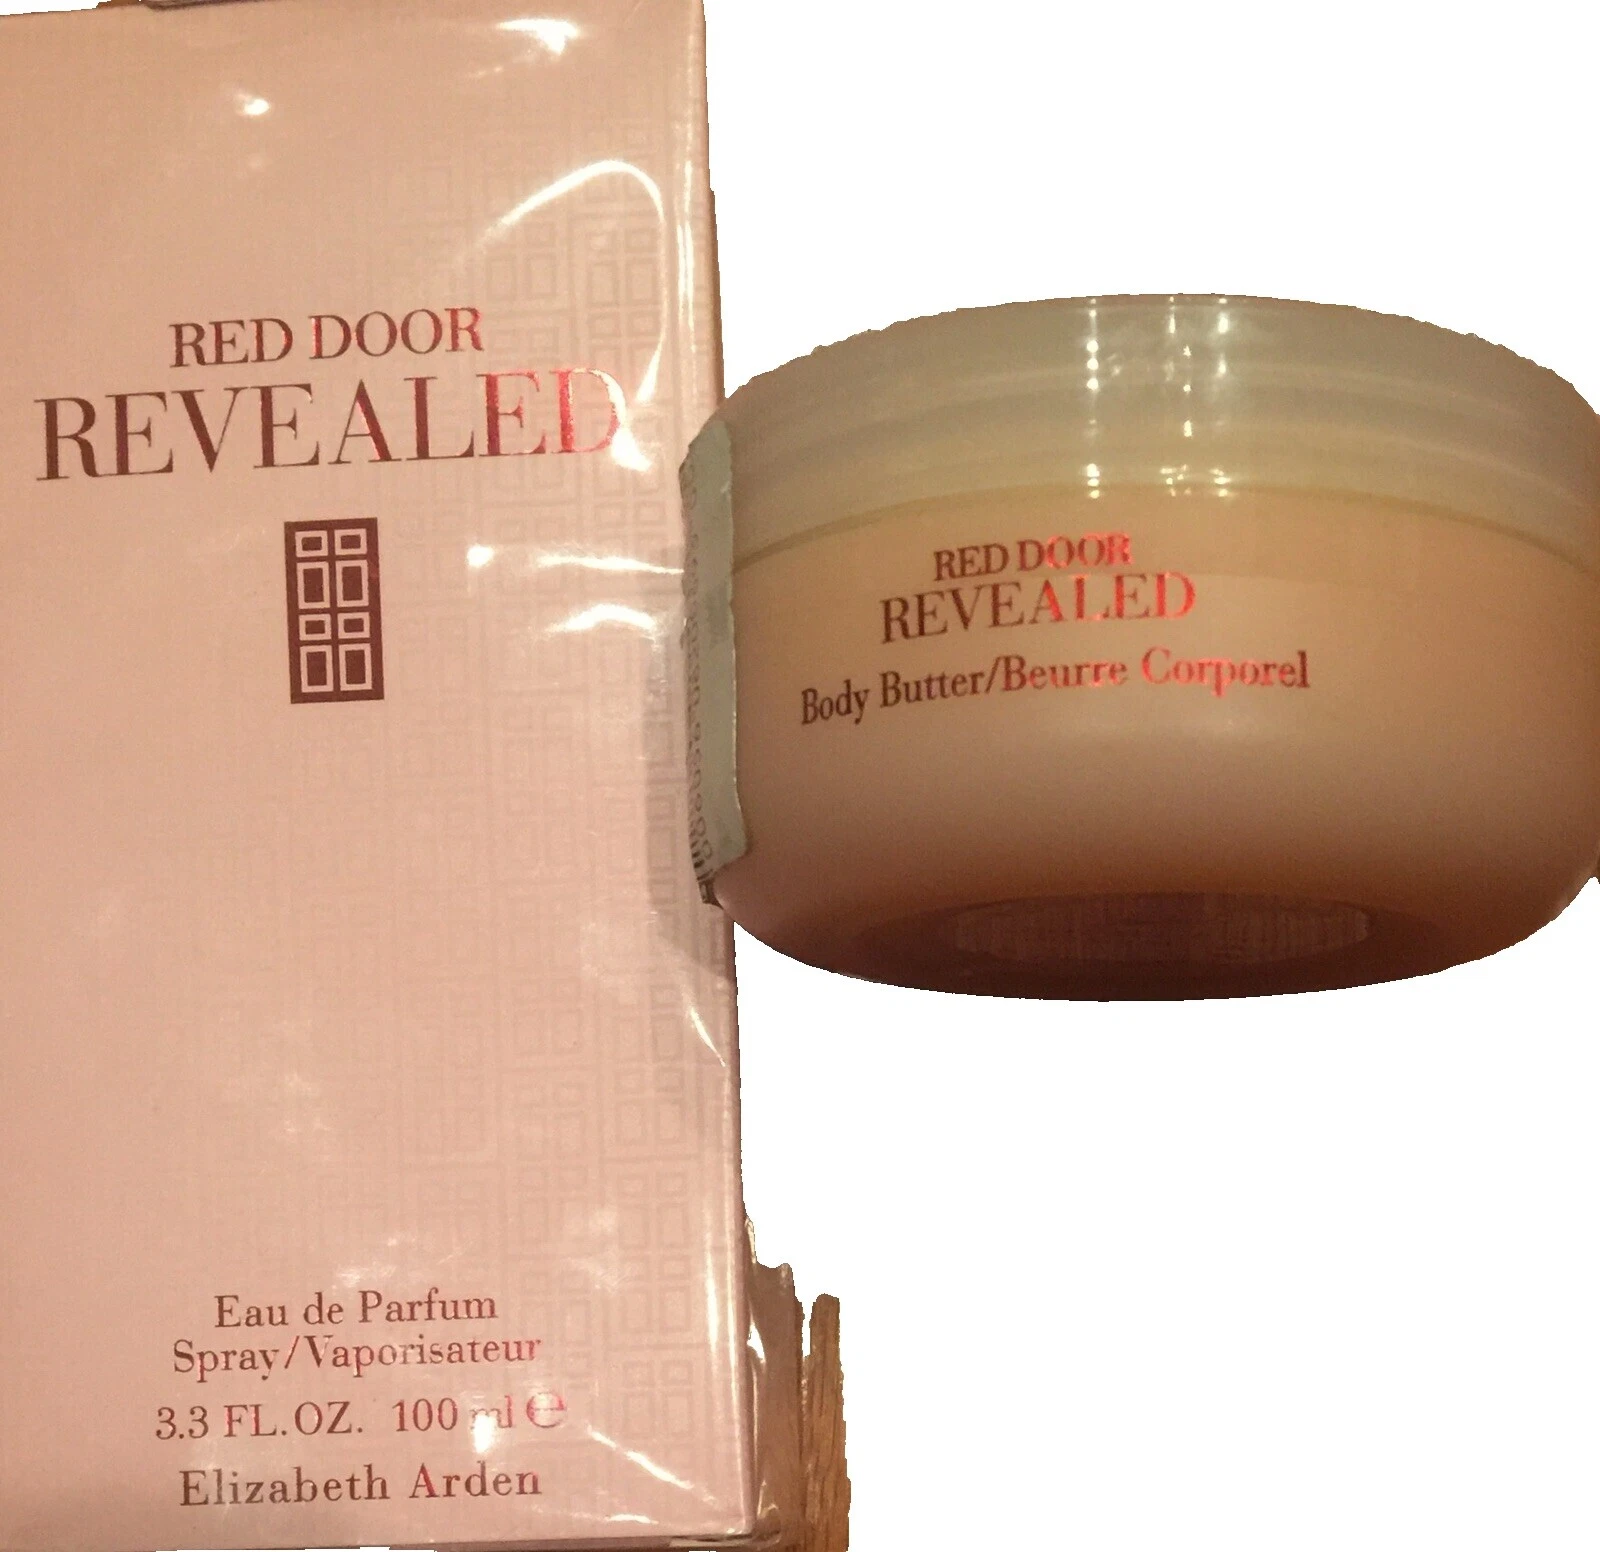 RED DOOR
REVEALED
Eau de Parfum
Spray/Vaporisateur
3.3 FL.OZ. 100 ml e
Elizabeth Arden
RED DOOR
REVEALED
Body Butter/Beurre Corporel